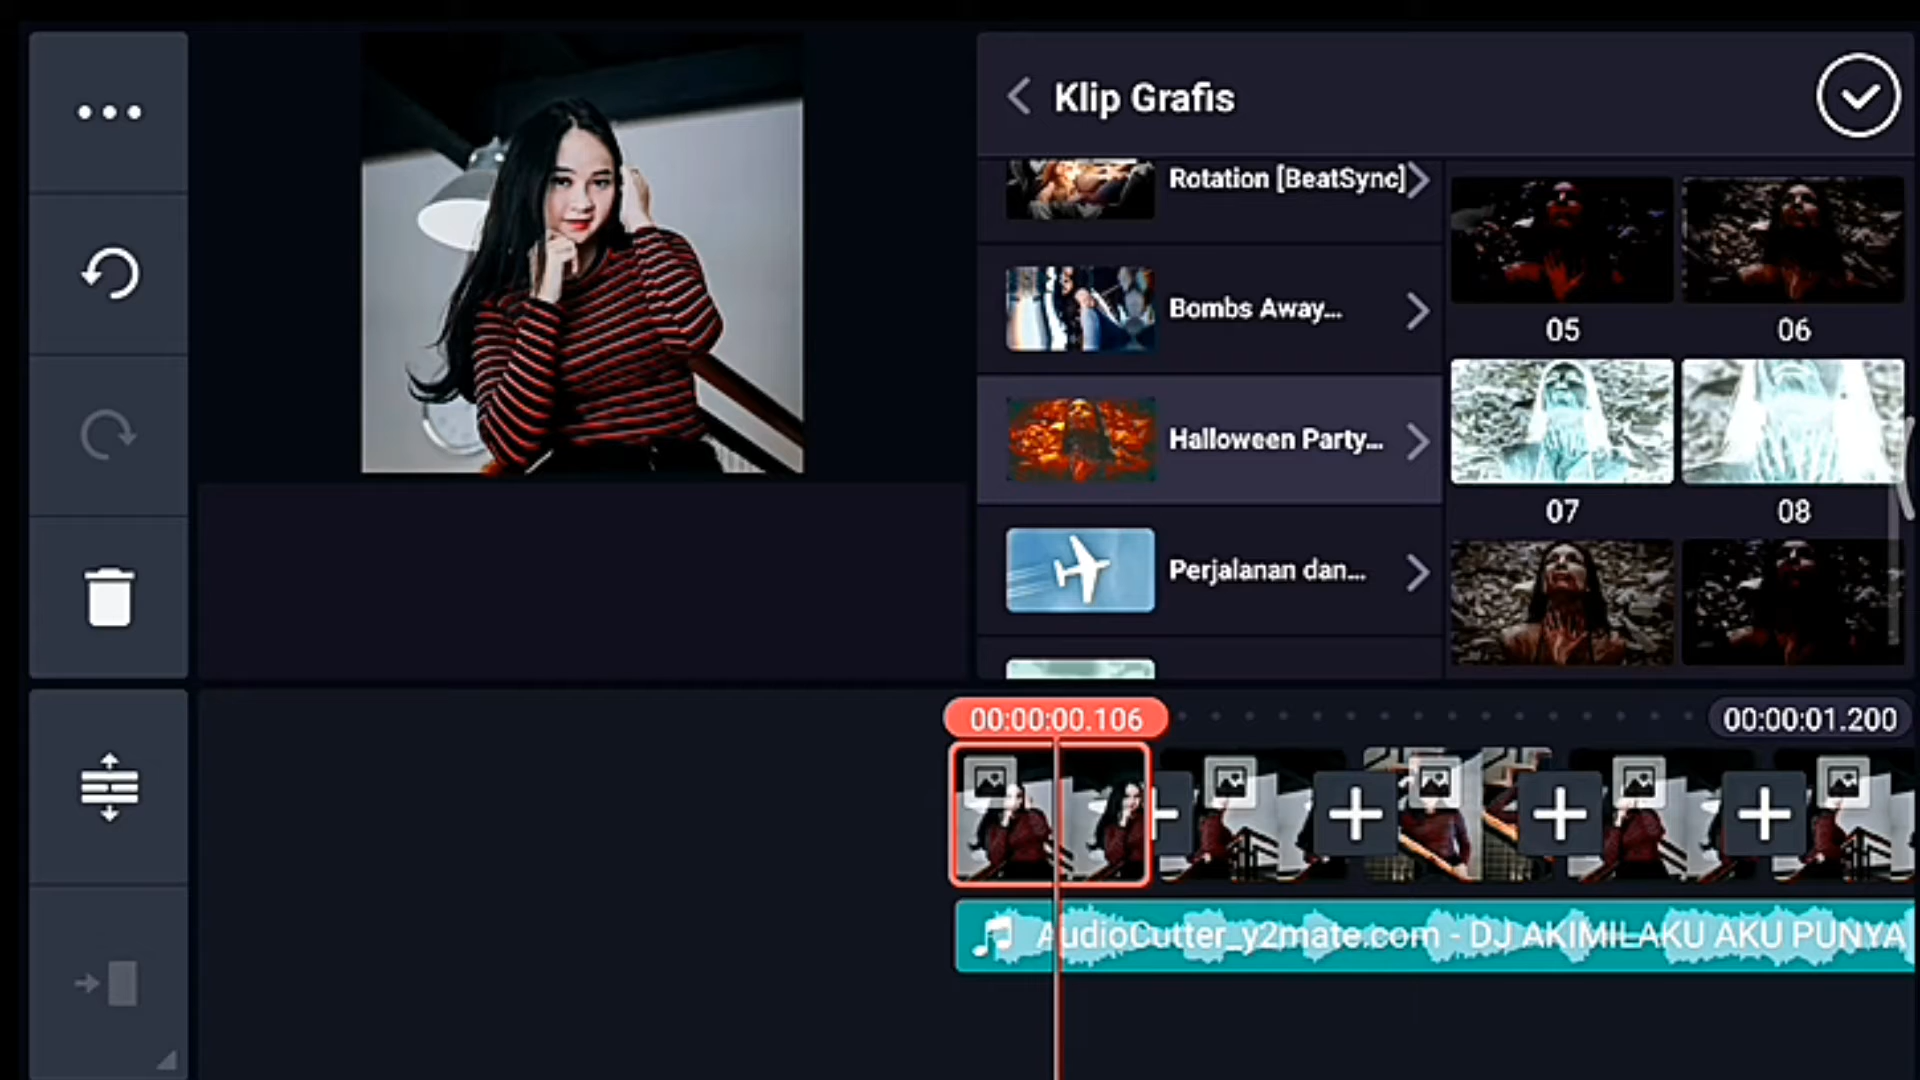 Klip Grafis
Rotation [BeatSync]
Bombs Away...
Halloween Party...
Perjalanan dan...
05
06
07
08
00:00:00.106
00:00:01.200
AudioCutter_y2mate.com - DJ AKIMILAKU AKU PUNYA